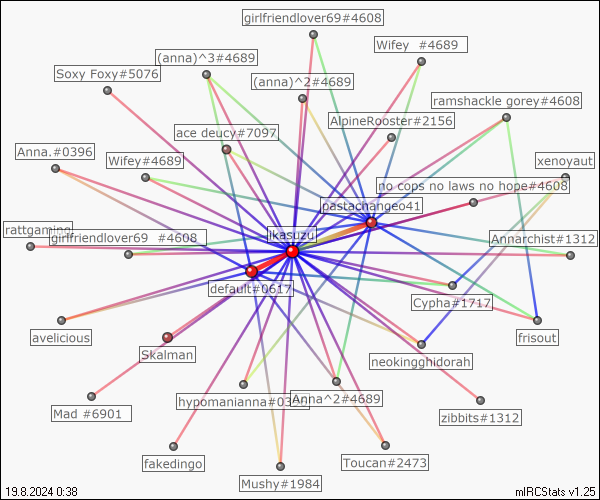 girlfriendlover69#4608
Wifey  #4689
(anna)^3#4689
Soxy Foxy#5076
(anna)^2#4689
ramshackle gorey#4608
AlpineRooster#2156
ace deucy#7097
Anna.#0396
Wifey#4689
xenoyaut
no cops no laws no hope#4608
pastachangeo41
rattgaming
girlfriendlover69  #4608
ikasuzu
Annarchist#1312
default#0617
Cypha#1717
avelicious
Skalman
frisout
neokingghidorah
hypomanianna#03
Anna^2#4689
Mad #6901
zibbits#1312
fakedingo
Toucan#2473
Mushy#1984
19.8.2024 0:38
mIRCStats v1.25